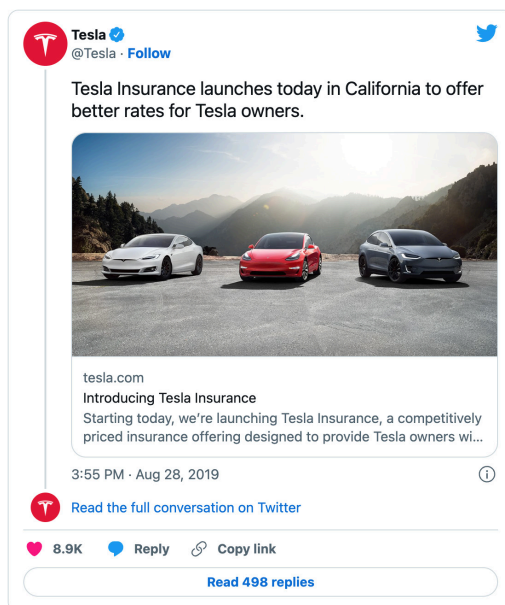 Tesla
@Tesla · Follow
Tesla Insurance launches today in California to offer
better rates for Tesla owners.
tesla.com
Introducing Tesla Insurance
Starting today, we're launching Tesla Insurance, a competitively
priced insurance offering designed to provide Tesla owners wi...
3:55 PM · Aug 28, 2019
Read the full conversation on Twitter
8.9K Reply Copy link
Read 498 replies